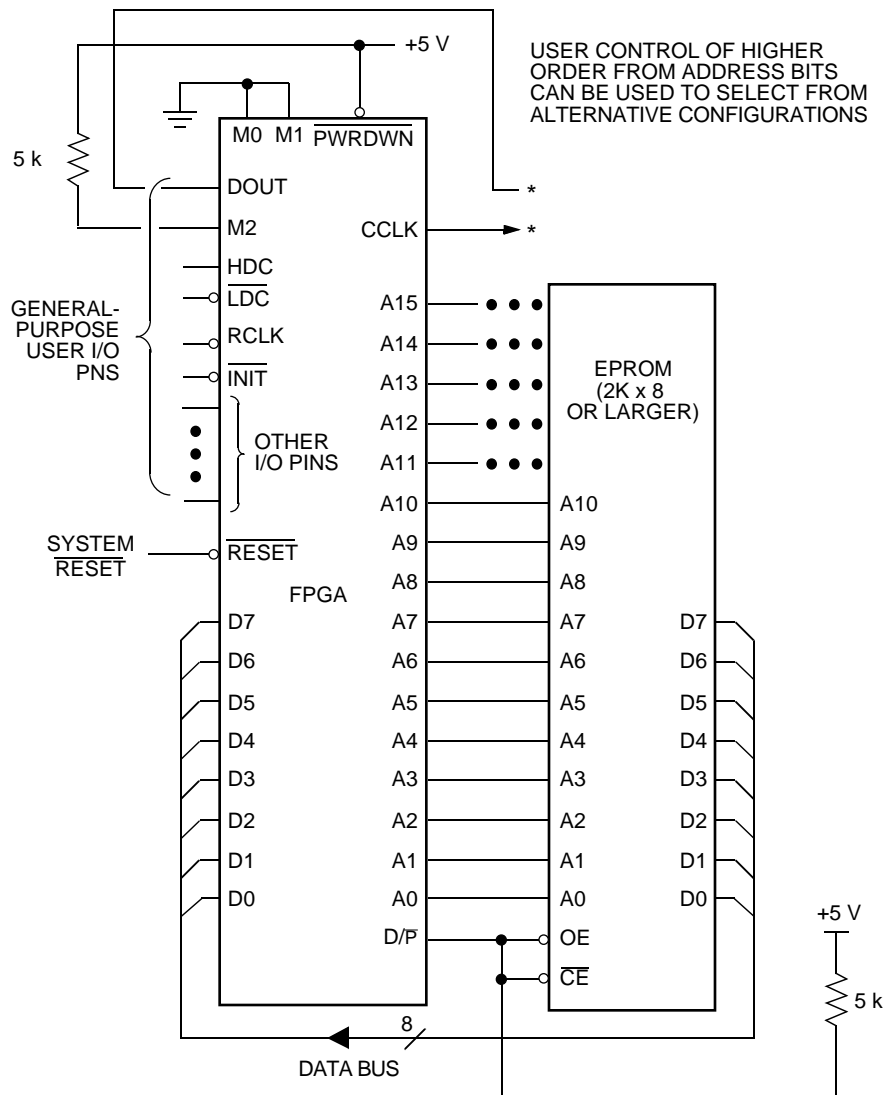 +5 V
USER CONTROL OF HIGHER
ORDER FROM ADDRESS BITS
CAN BE USED TO SELECT FROM
ALTERNATIVE CONFIGURATIONS
M0 M1 PWRDWN
5 k
DOUT
*
M2
CCLK
*
HDC
LDC
RCLK
INIT
GENERAL-
PURPOSE
USER I/O
PNS
OTHER
I/O PINS
SYSTEM
RESET
RESET
FPGA
D7
D6
D5
D4
D3
D2
D1
D0
A15
A14
A13
A12
A11
A10
A9
A8
A7
A6
A5
A4
A3
A2
A1
A0
D/P
EPROM
(2K x 8
OR LARGER)
A10
A9
A8
A7
A6
A5
A4
A3
A2
A1
A0
OE
CE
D7
D6
D5
D4
D3
D2
D1
D0
+5 V
5 k
8
DATA BUS